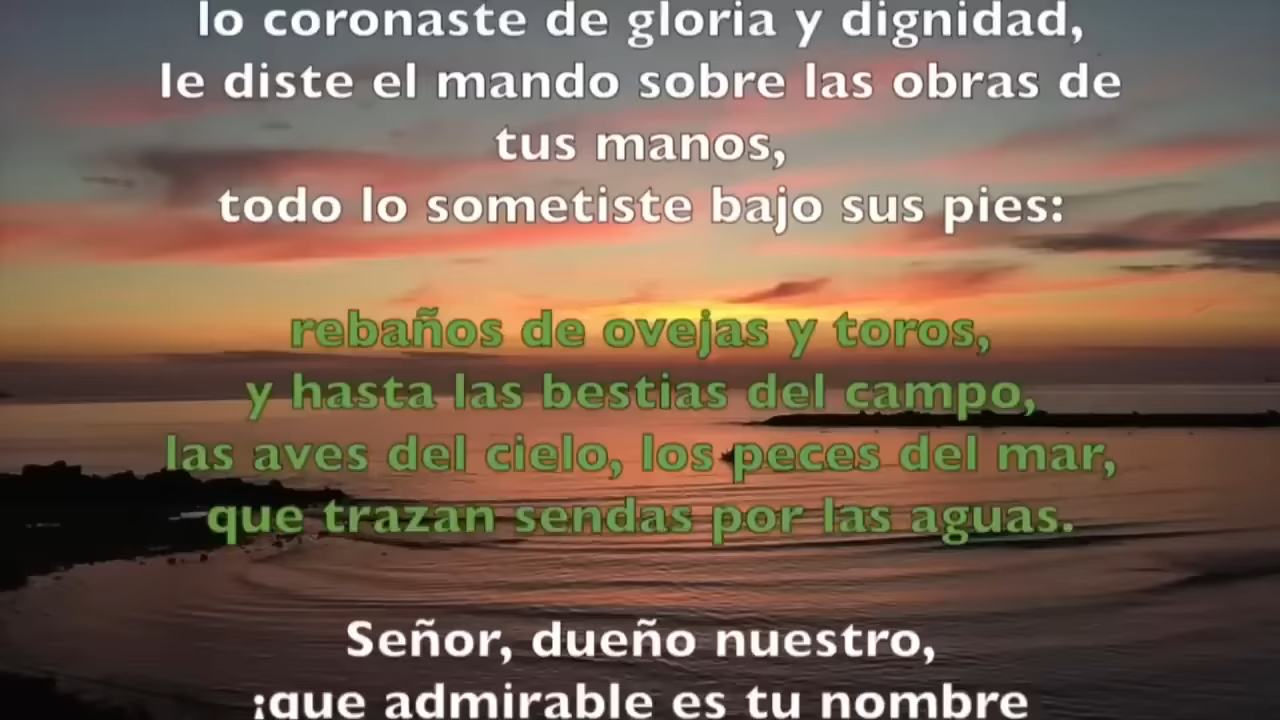 lo coronaste de gloria y dignidad,
le diste el mando sobre las obras de
tus manos,
todo lo sometiste bajo sus pies:
rebaños de ovejas y toros,
y hasta las bestias del campo,
las aves del cielo, los peces del mar,
que trazan sendas por las aguas.
Señor, dueño nuestro,
¡que admirable es tu nombre